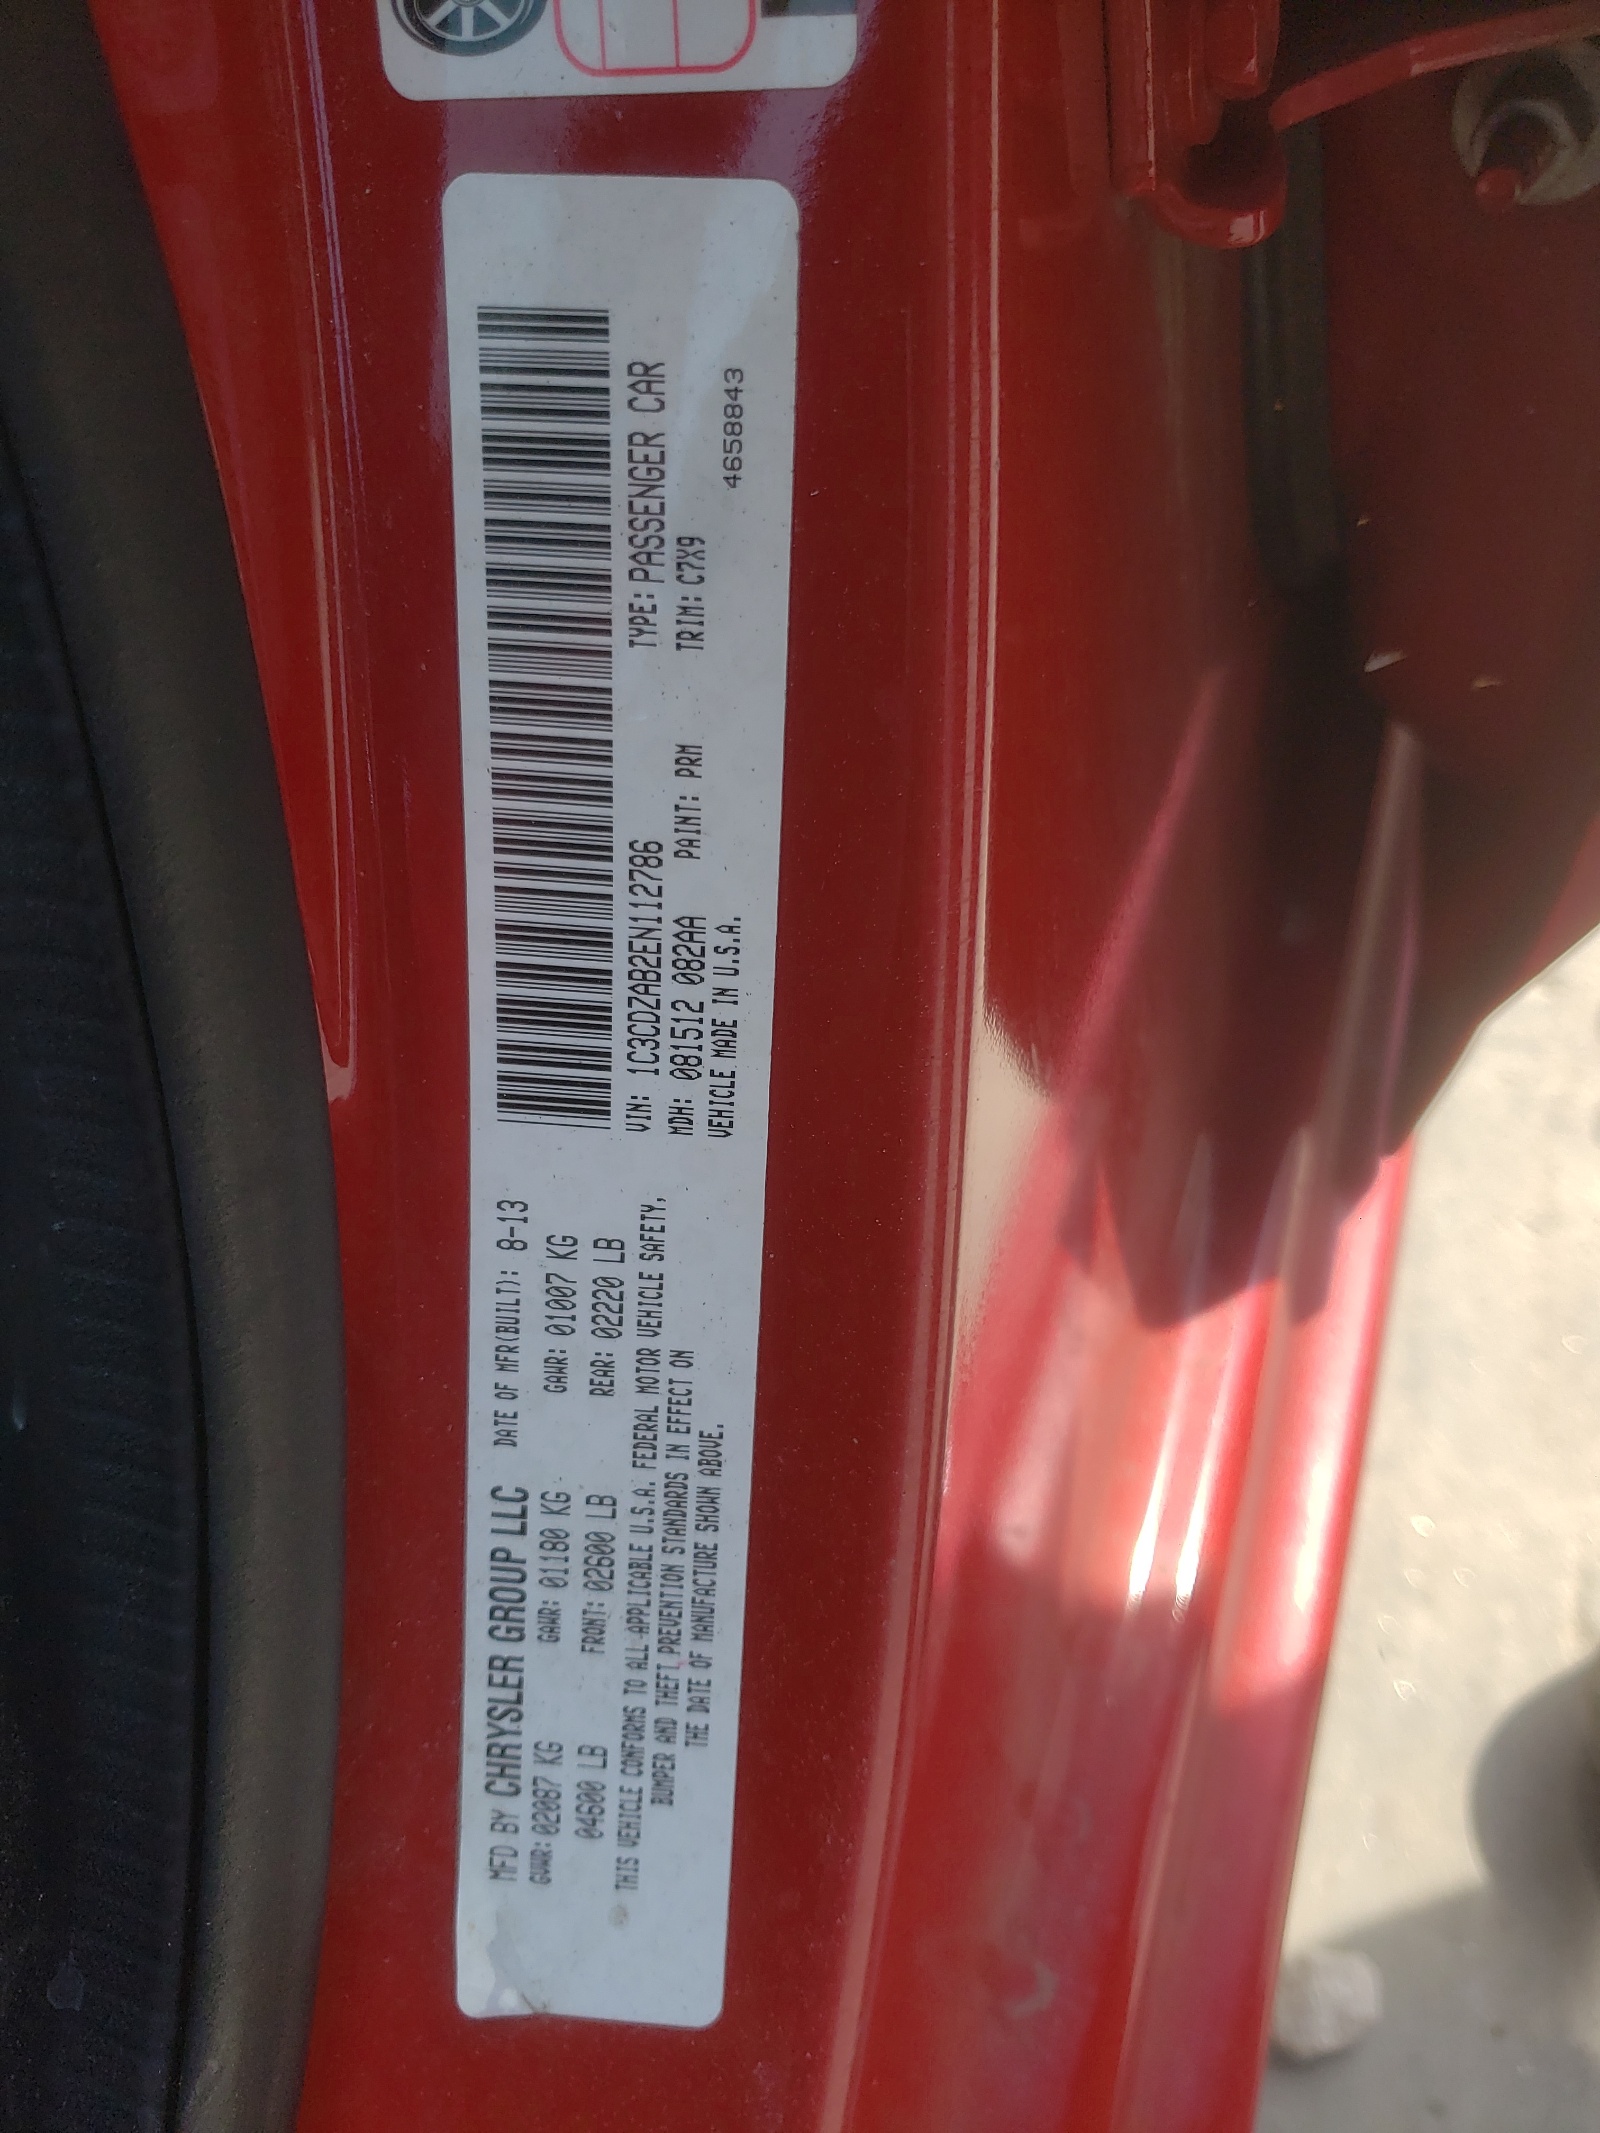 MFD BY CHRYSLER GROUP LLC DATE OF MFR(BUILT): 8-13
GVWR: 02087 KG GAWR: 01180 KG GAWR: 01007 KG
04600 LB FRONT: 02600 LB REAR: 02220 LB
THIS VEHICLE CONFORMS TO ALL APPLICABLE U.S.A. FEDERAL MOTOR VEHICLE SAFETY,
BUMPER AND THEFT PREVENTION STANDARDS IN EFFECT ON
THE DATE OF MANUFACTURE SHOWN ABOVE.
VIN: 1C3CDZAB2EN112786 TYPE: PASSENGER CAR
MDH: 081512 082AA PAINT: PRM TRIM: C7X9
VEHICLE MADE IN U.S.A. 4658843